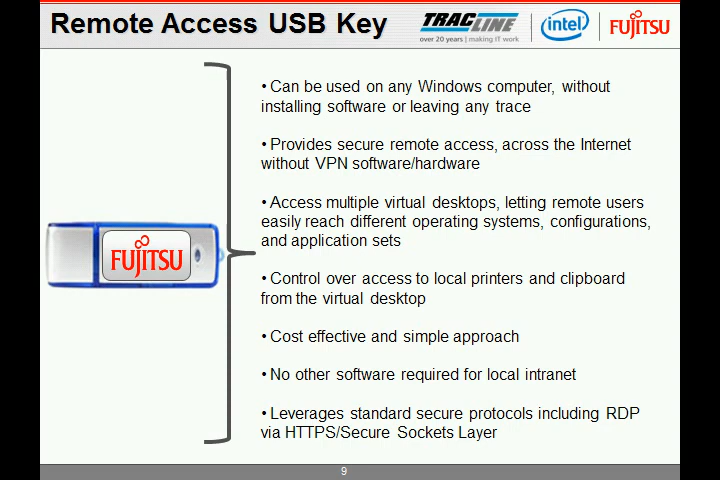 Remote Access USB Key
TRAC LINE
over 20 years | making IT work
intel
FUJITSU
• Can be used on any Windows computer, without
installing software or leaving any trace
• Provides secure remote access, across the Internet
without VPN software/hardware
• Access multiple virtual desktops, letting remote users
easily reach different operating systems, configurations,
and application sets
FUJITSU
• Control over access to local printers and clipboard
from the virtual desktop
• Cost effective and simple approach
• No other software required for local intranet
• Leverages standard secure protocols including RDP
via HTTPS/Secure Sockets Layer
9